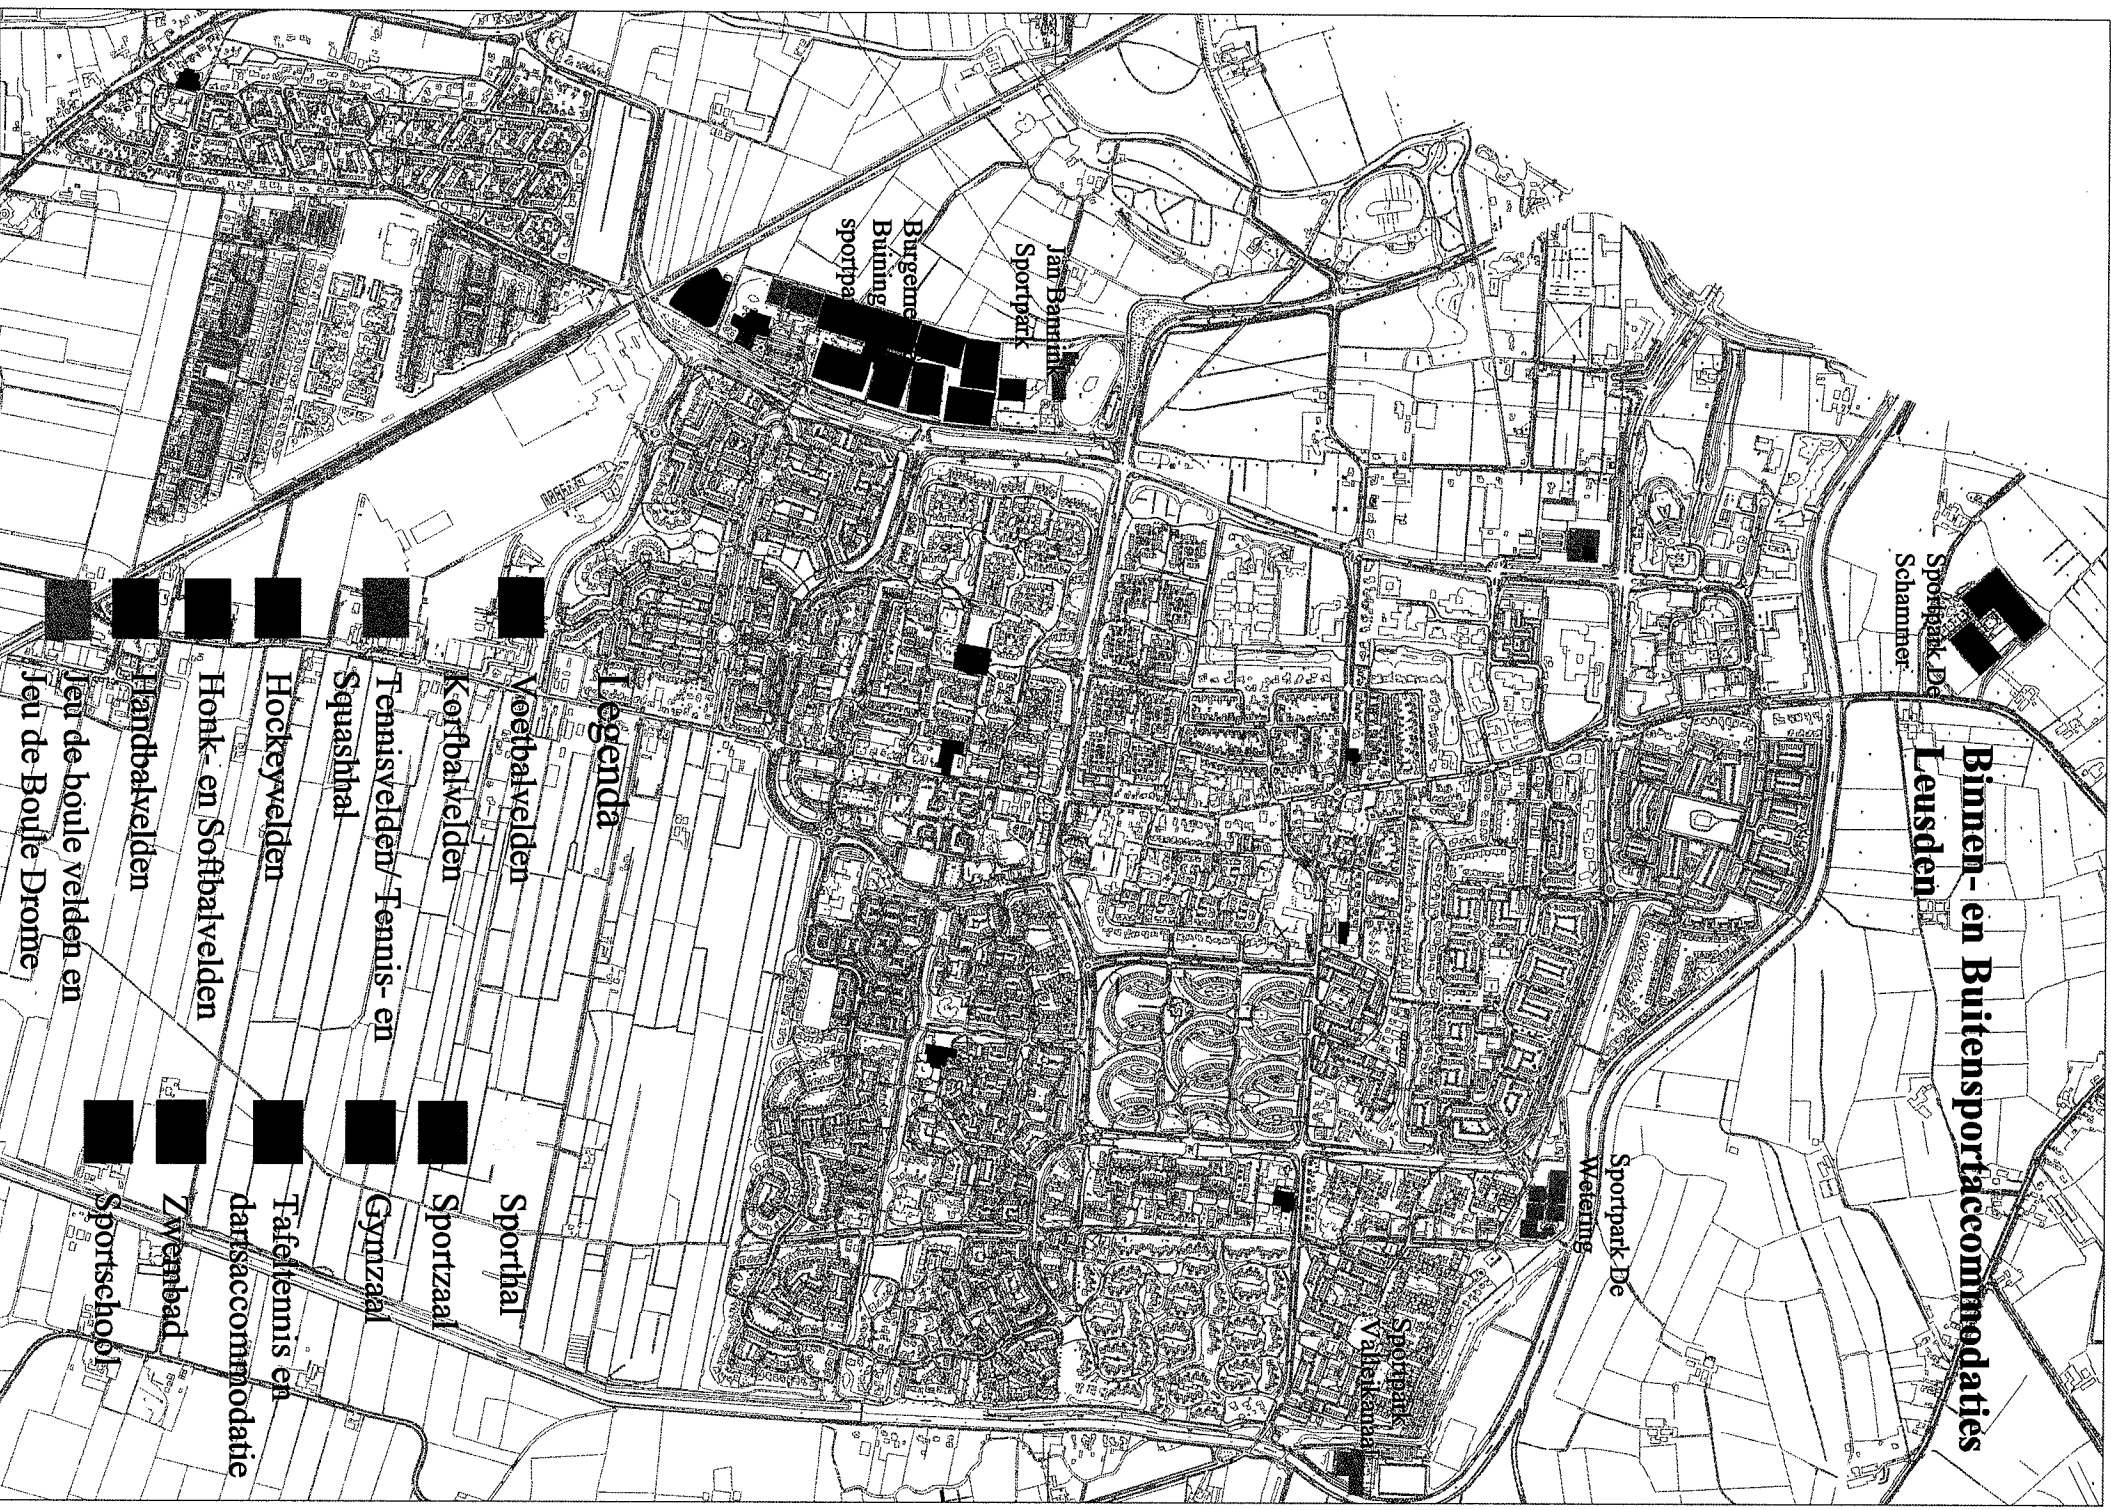 Binnen- en Buitensportaccommodaties
Leusden
Sportpark De
Schammer
Jan Bannink
Sportpark
Burgeme
Buining
sportpa
Sportpark De
Wetering
Sportpark
Valleikanaal
Legenda
Voetbalvelden
Korfbalvelden
Tennisvelden/ Tennis- en
Squashhal
Hockeyvelden
Honk- en Softbalvelden
Handbalvelden
Jeu de boule velden en
Jeu de Boule Drome
Sporthal
Sportzaal
Gymzaal
Tafeltennis en
dansaccommodatie
Zwembad
Sportschool